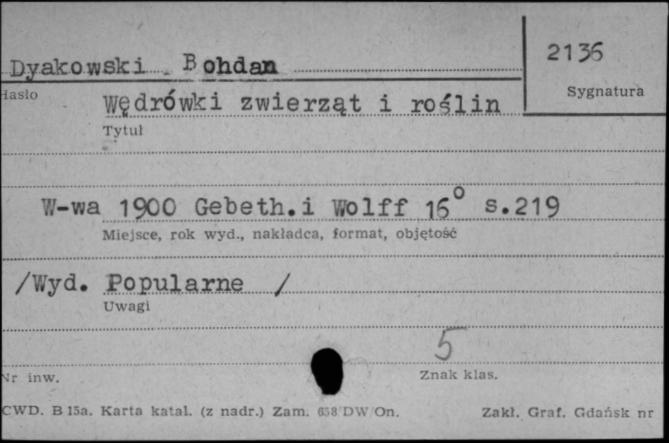 Dyakowski Bohdan
2136
Hasło
Sygnatura
Wędrówki zwierząt i roślin
Tytuł
W-wa 1900 Gebeth.i Wolff 16° s.219
Miejsce, rok wyd., nakładca, format, objętość
/Wyd. Popularne /
Uwagi
5
Nr inw.
Znak klas.
CWD. B 15a. Karta katal. (z nadr.) Zam. 658/DW/On. Zakł. Graf. Gdańsk nr